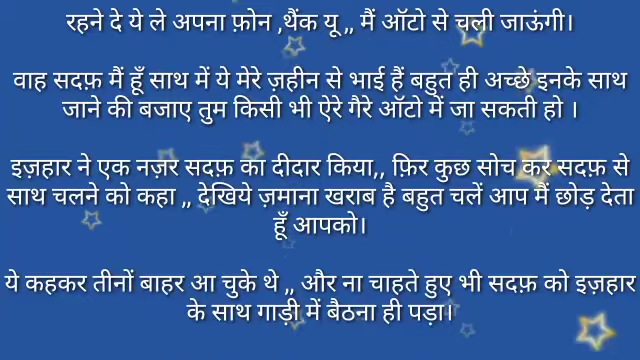 रहने दे ये ले अपना फ़ोन ,थैंक यू ,, मैं ऑटो से चली जाऊंगी।
वाह सदफ़ मैं हूँ साथ में ये मेरे ज़हीन से भाई हैं बहुत ही अच्छे इनके साथ
जाने की बजाए तुम किसी भी ऐरे गैरे ऑटो में जा सकती हो ।
इज़हार ने एक नज़र सदफ़ का दीदार किया,, फ़िर कुछ सोच कर सदफ़ से
साथ चलने को कहा ,, देखिये ज़माना खराब है बहुत चलें आप मैं छोड़ देता
हूँ आपको।
ये कहकर तीनों बाहर आ चुके थे ,, और ना चाहते हुए भी सदफ़ को इज़हार
के साथ गाड़ी में बैठना ही पड़ा।